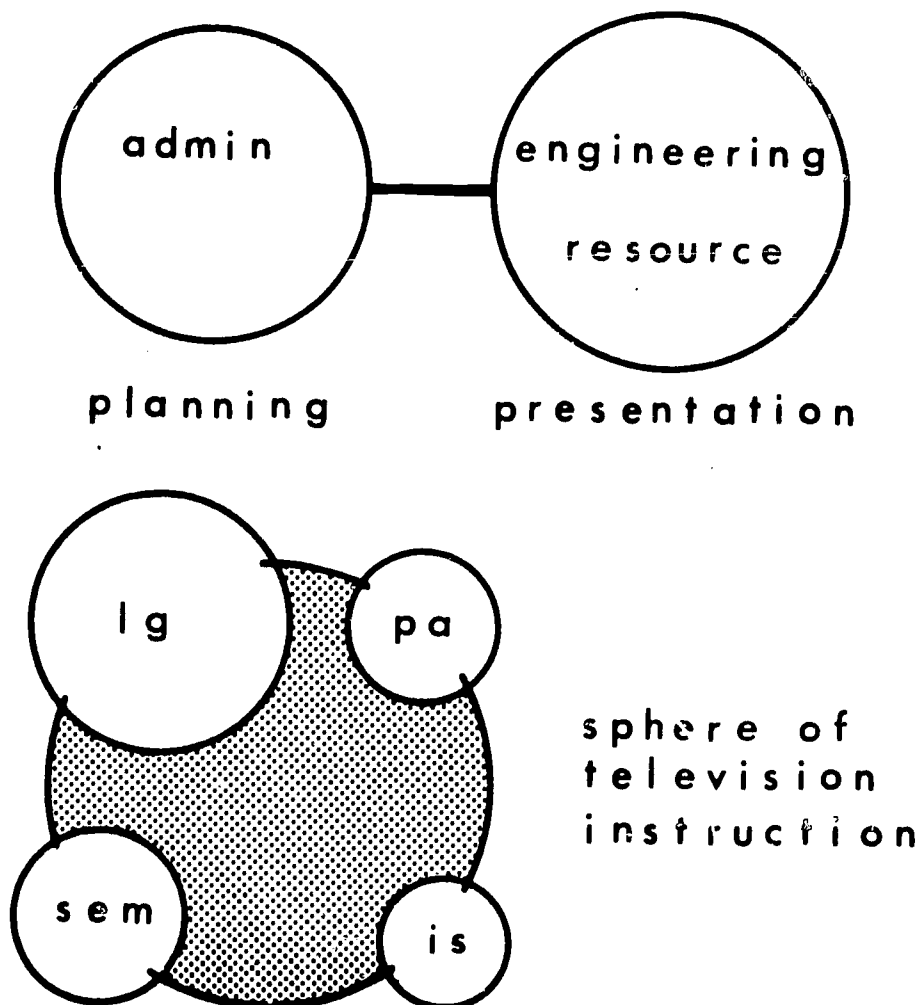 admin
engineering
resource
planning
presentation
lg
pa
sphere of
television
instruction
sem
is